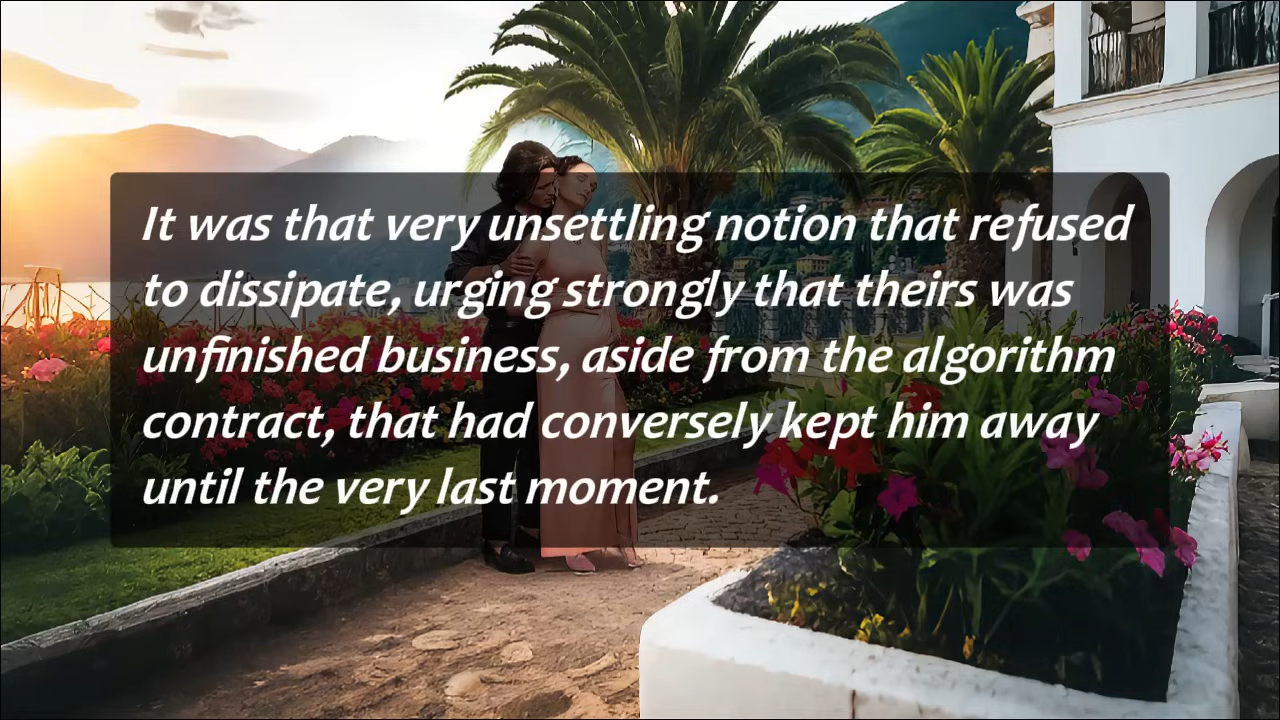 It was that very unsettling notion that refused
to dissipate, urging strongly that theirs was
unfinished business, aside from the algorithm
contract, that had conversely kept him away
until the very last moment.